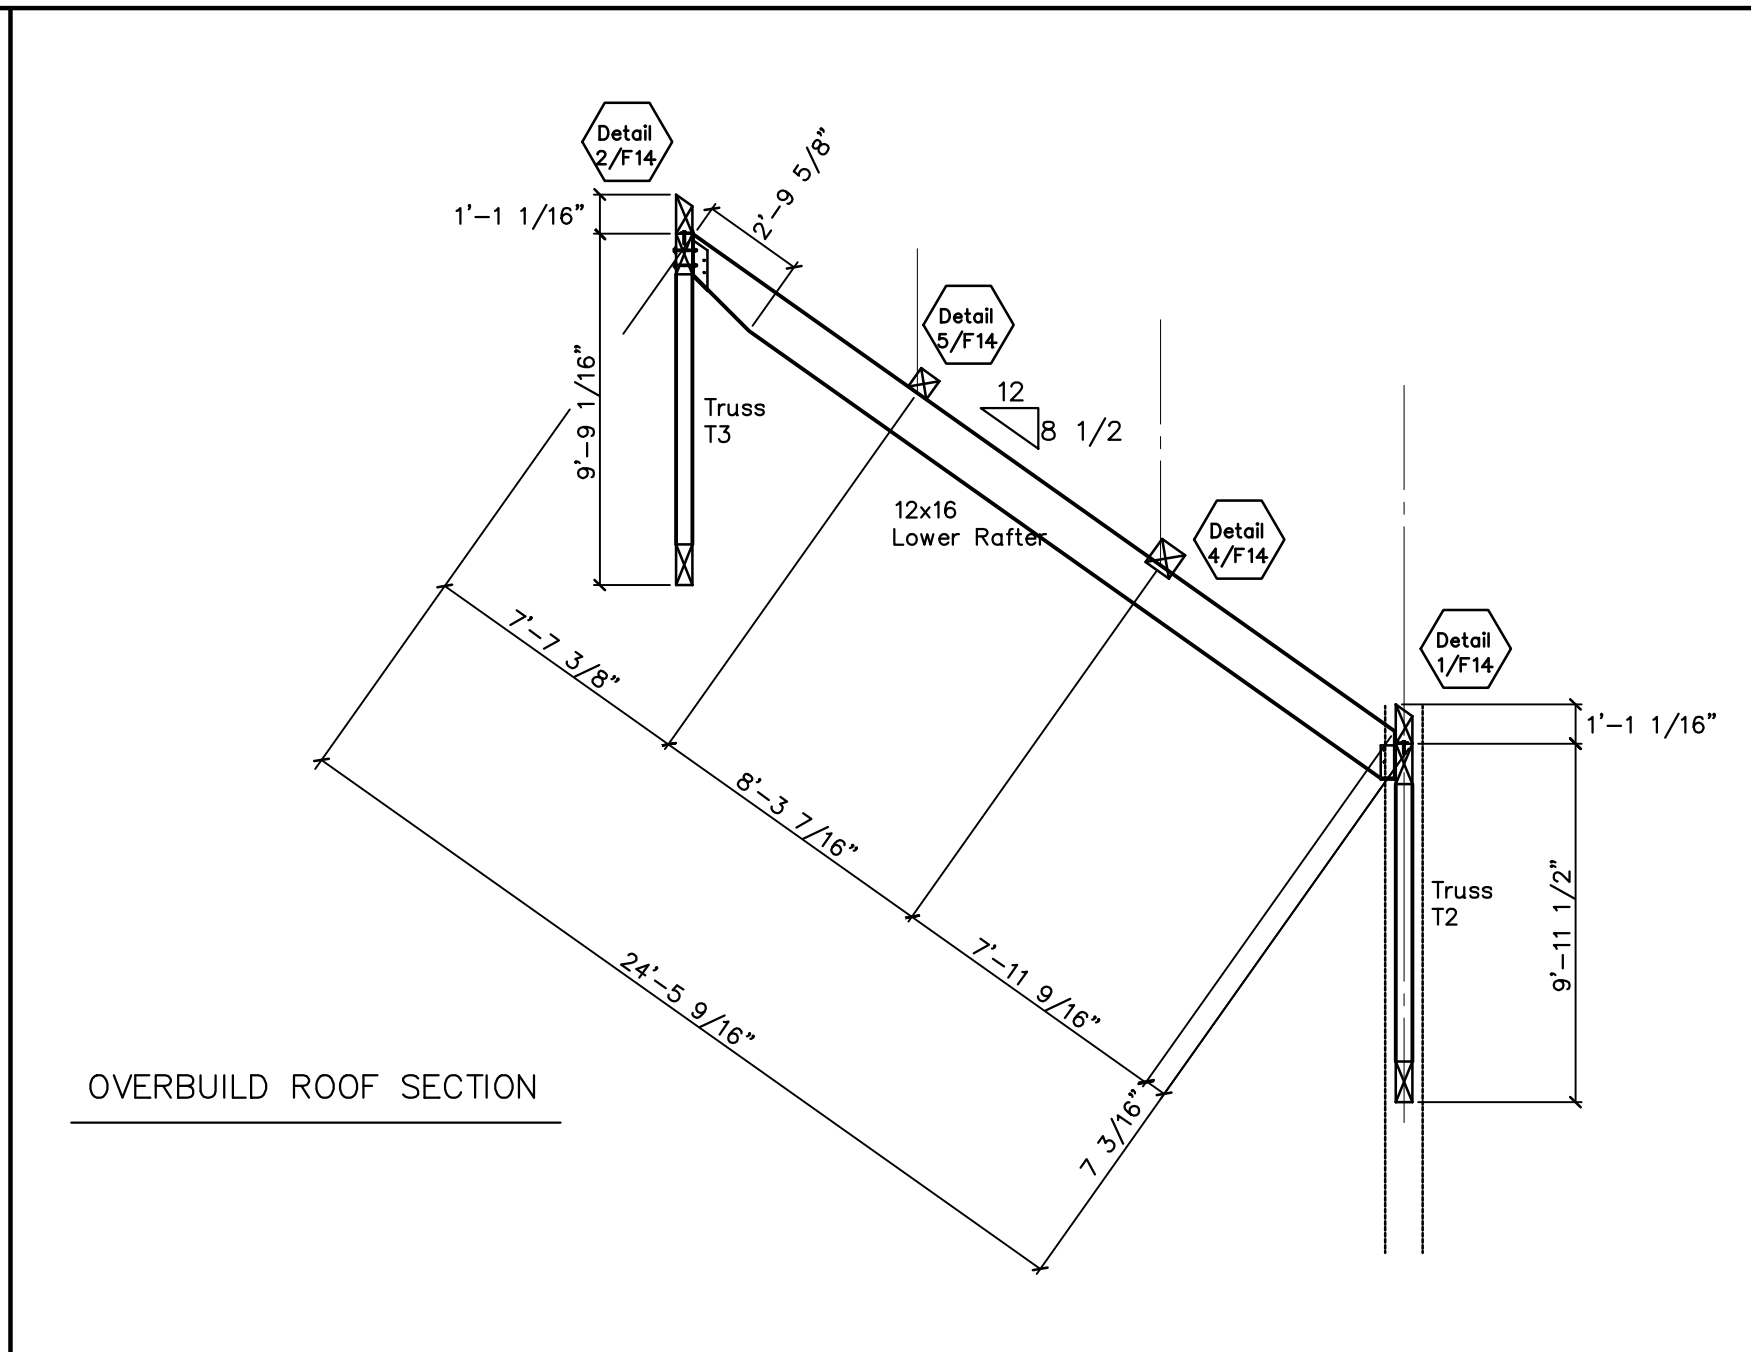 Detail
2/F14
2'-9 5/8"
1'-1 1/16"
Detail
5/F14
9'-9 1/16"
Truss
T3
12
8 1/2
12x16
Lower Rafter
Detail
4/F14
7'-7 3/8"
Detail
1/F14
1'-1 1/16"
8'-3 7/16"
Truss
T2
9'-11 1/2"
7'-11 9/16"
24'-5 9/16"
7 3/16"
OVERBUILD ROOF SECTION